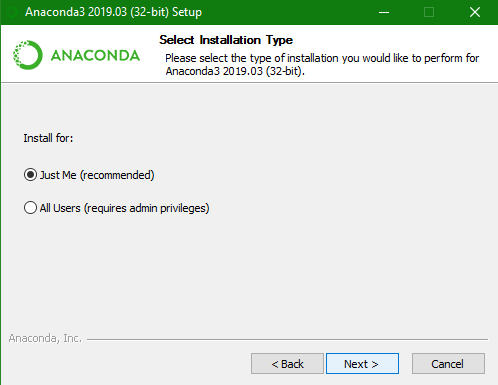 Anaconda3 2019.03 (32-bit) Setup
ANACONDA
Select Installation Type
Please select the type of installation you would like to perform for
Anaconda3 2019.03 (32-bit).
Install for:
Just Me (recommended)
All Users (requires admin privileges)
Anaconda, Inc.
< Back
Next >
Cancel